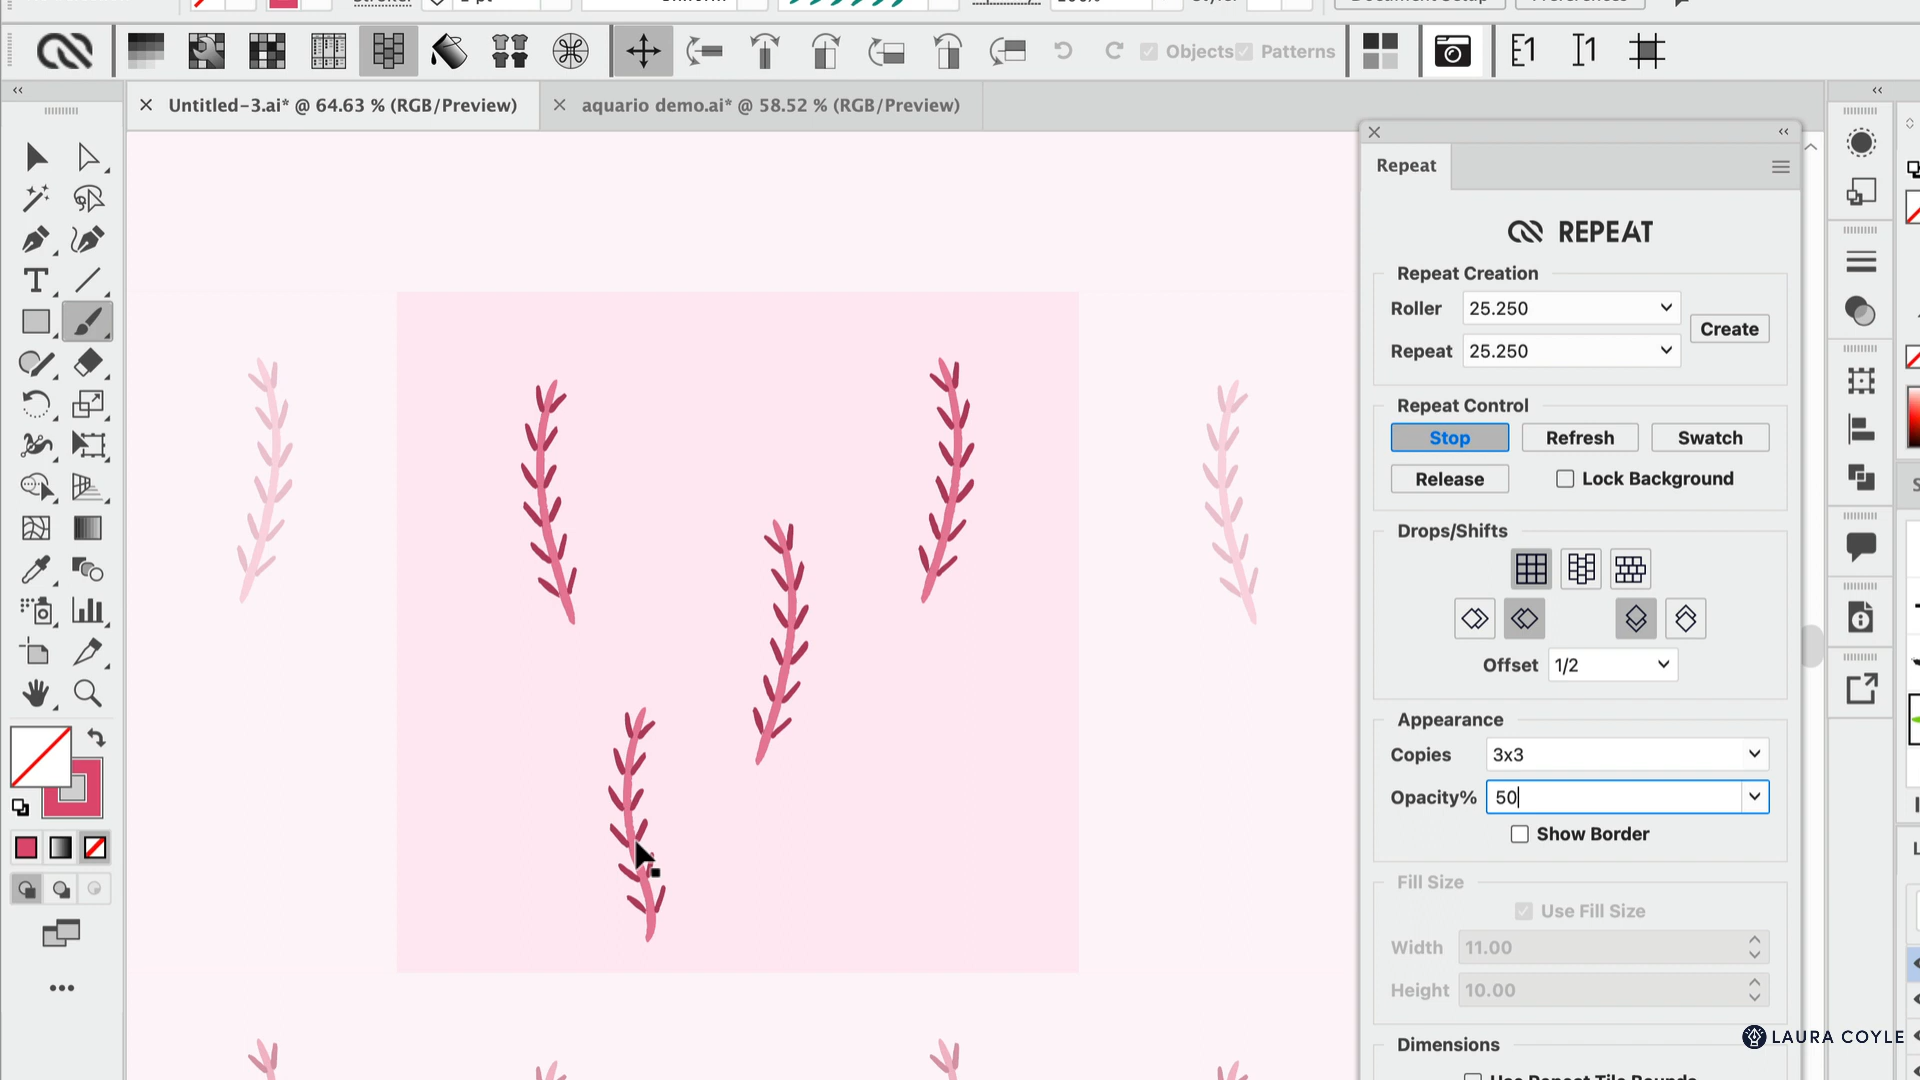 Objects
Patterns
Untitled-3.ai* @ 64.63 % (RGB/Preview)
aquario demo.ai* @ 58.52 % (RGB/Preview)
Repeat
REPEAT
Repeat Creation
Roller 25.250
Create
Repeat 25.250
Repeat Control
Stop Refresh Swatch
Release Lock Background
Drops/Shifts
Offset 1/2
Appearance
Copies 3x3
Opacity% 50
Show Border
Fill Size
Use Fill Size
Width 11.00
Height 10.00
Dimensions
LAURA COYLE